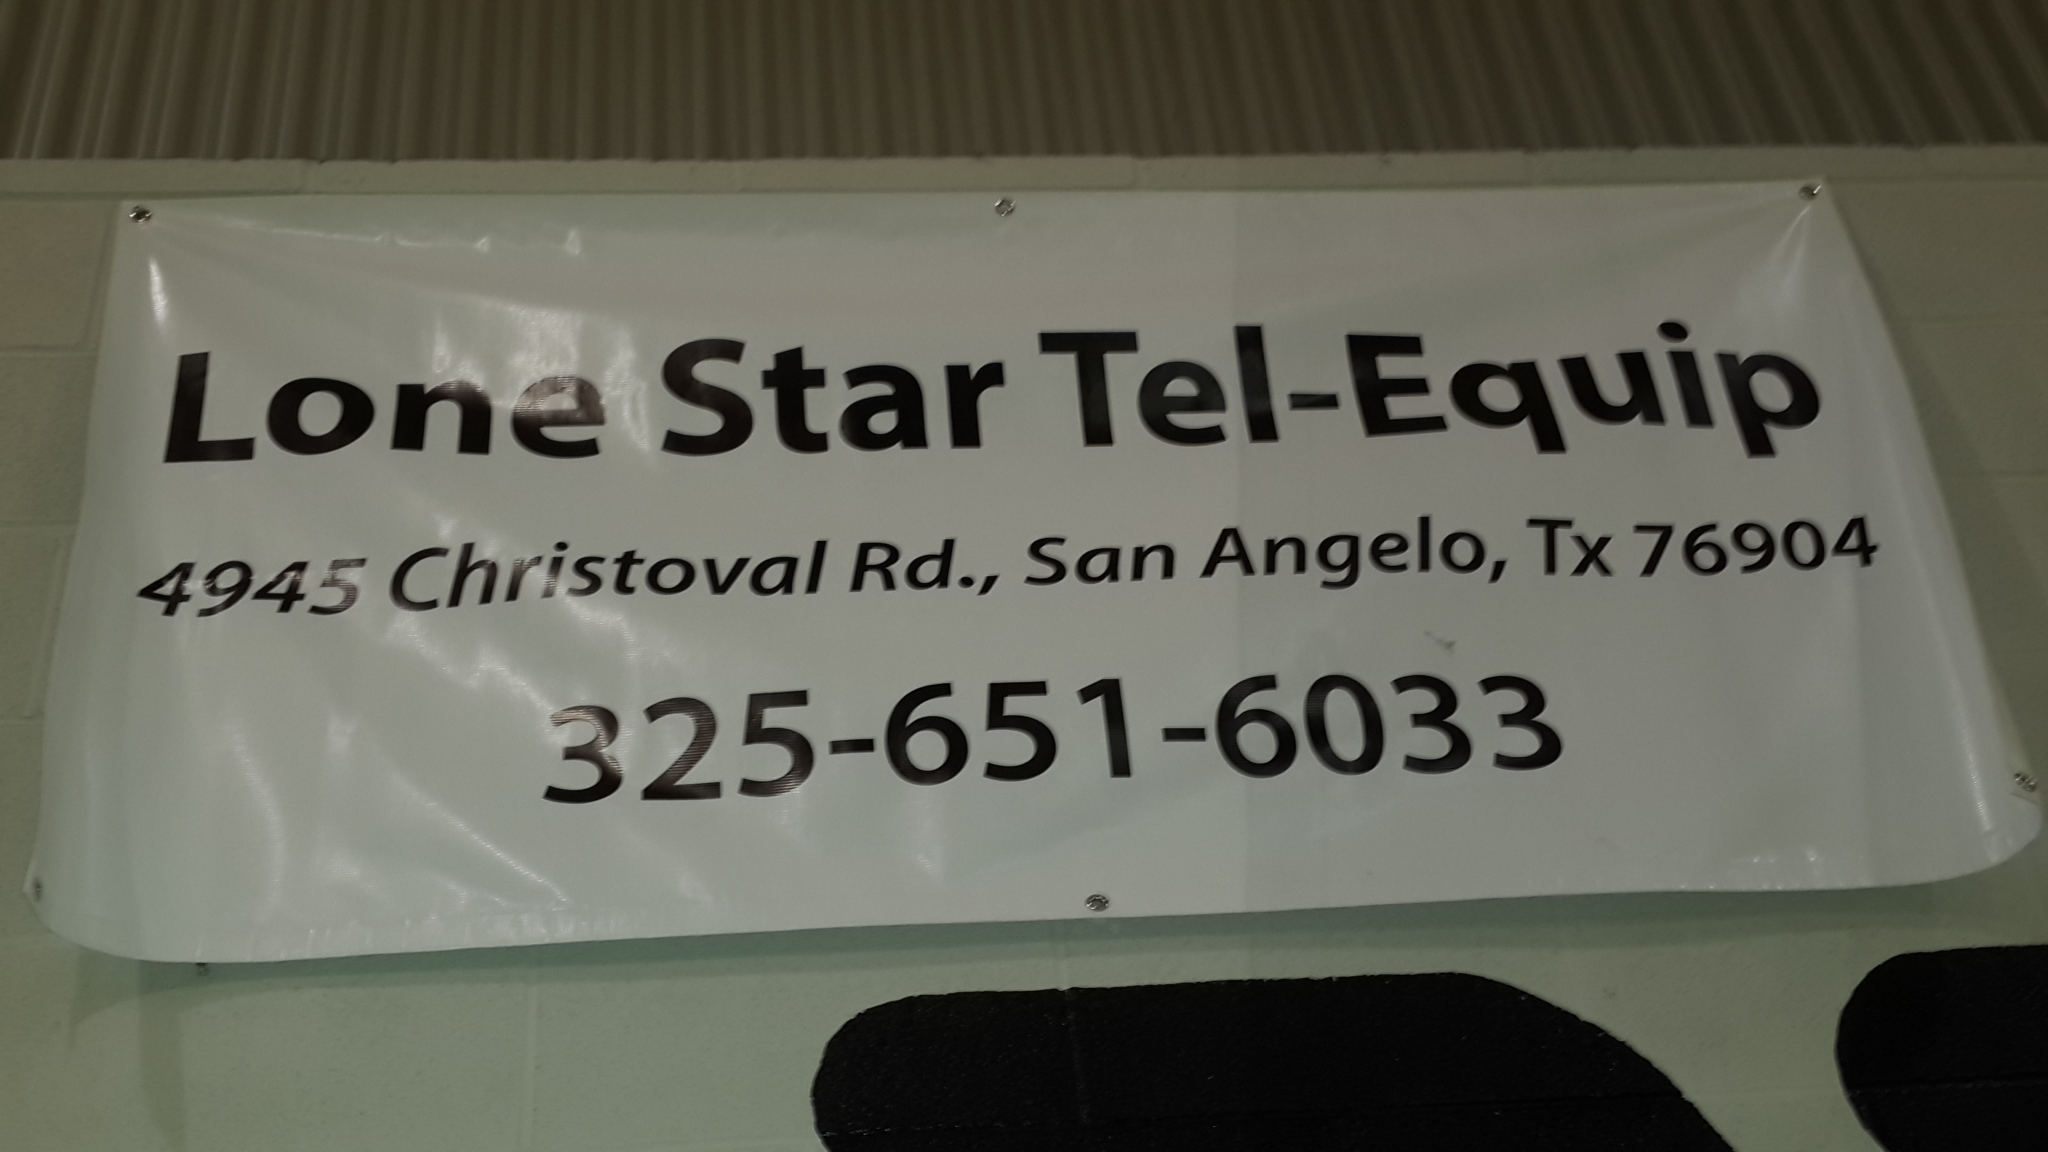 Lone Star Tel-Equip
4945 Christoval Rd., San Angelo, Tx 76904
325-651-6033